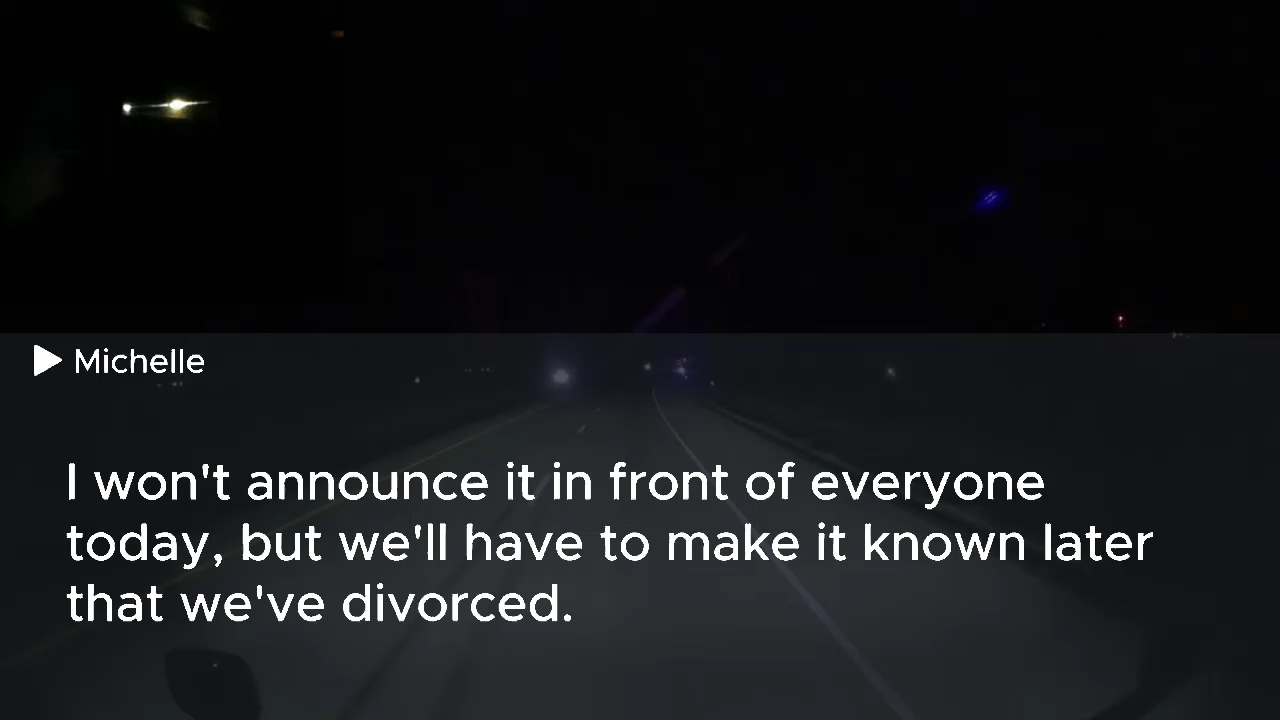 Michelle
I won't announce it in front of everyone
today, but we'll have to make it known later
that we've divorced.